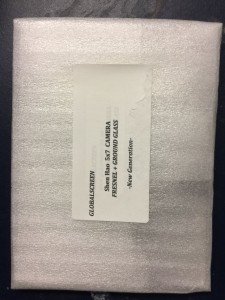 GLOBALSCREEN
Shen Hao 5x7 CAMERA
FRESNEL + GROUND GLASS
-New Generation-